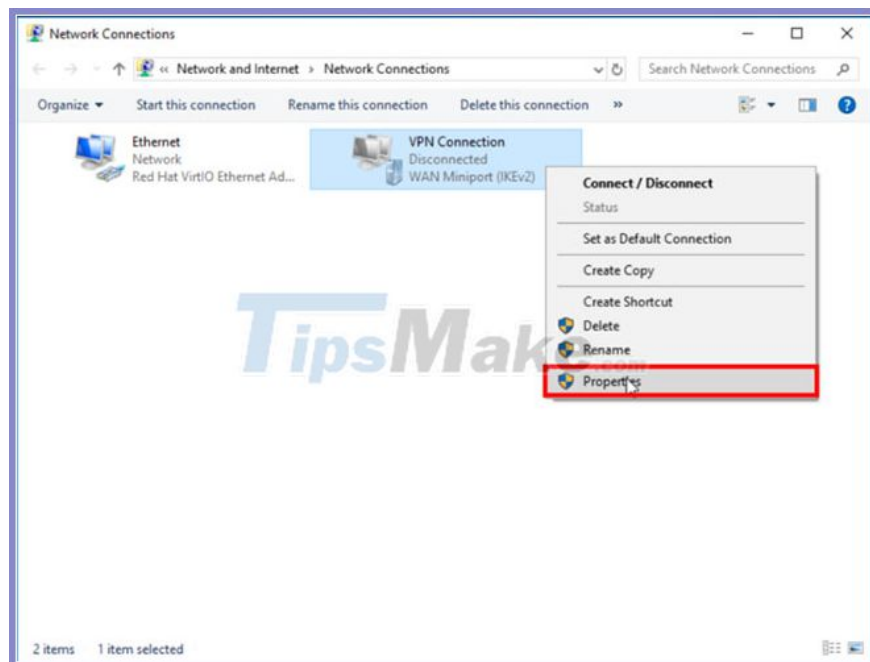 Network Connections
« Network and Internet › Network Connections
Search Network Connections
Organize
Start this connection
Rename this connection
Delete this connection
»
Ethernet
Network
Red Hat VirtIO Ethernet Ad...
VPN Connection
Disconnected
WAN Miniport (IKEv2)
Connect / Disconnect
Status
Set as Default Connection
Create Copy
Create Shortcut
Delete
Rename
Properties
TipsMake
.com
2 items
1 item selected